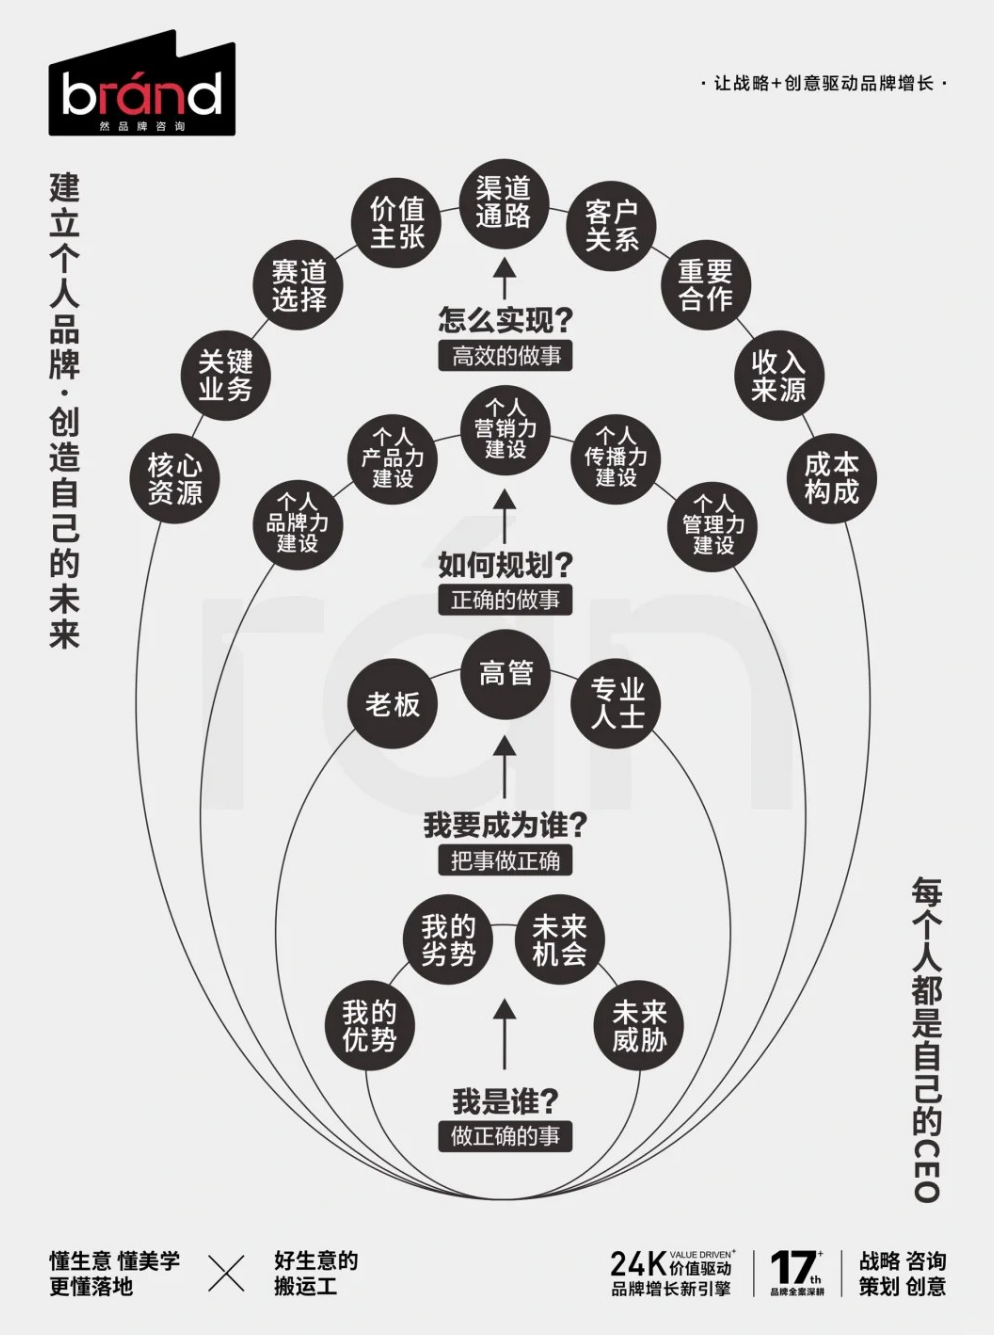 bránd
然品牌咨询
·让战略+创意驱动品牌增长·
建立个人品牌·创造自己的未来
渠道
通路
价值
主张
客户
关系
赛道
选择
重要
合作
关键
业务
收入
来源
核心
资源
成本
构成
怎么实现?
高效的做事
个人
营销力
建设
个人
产品力
建设
个人
传播力
建设
个人
品牌力
建设
个人
管理力
建设
如何规划?
正确的做事
rán
老板
高管
专业
人士
我要成为谁?
把事做正确
我的
劣势
未来
机会
我的
优势
未来
威胁
我是谁?
做正确的事
每个人都是自己的CEO
懂生意 懂美学
更懂落地
好生意的
搬运工
24K VALUE DRIVEN+
价值驱动
品牌增长新引擎
17+th
品牌全案深耕
战略 咨询
策划 创意